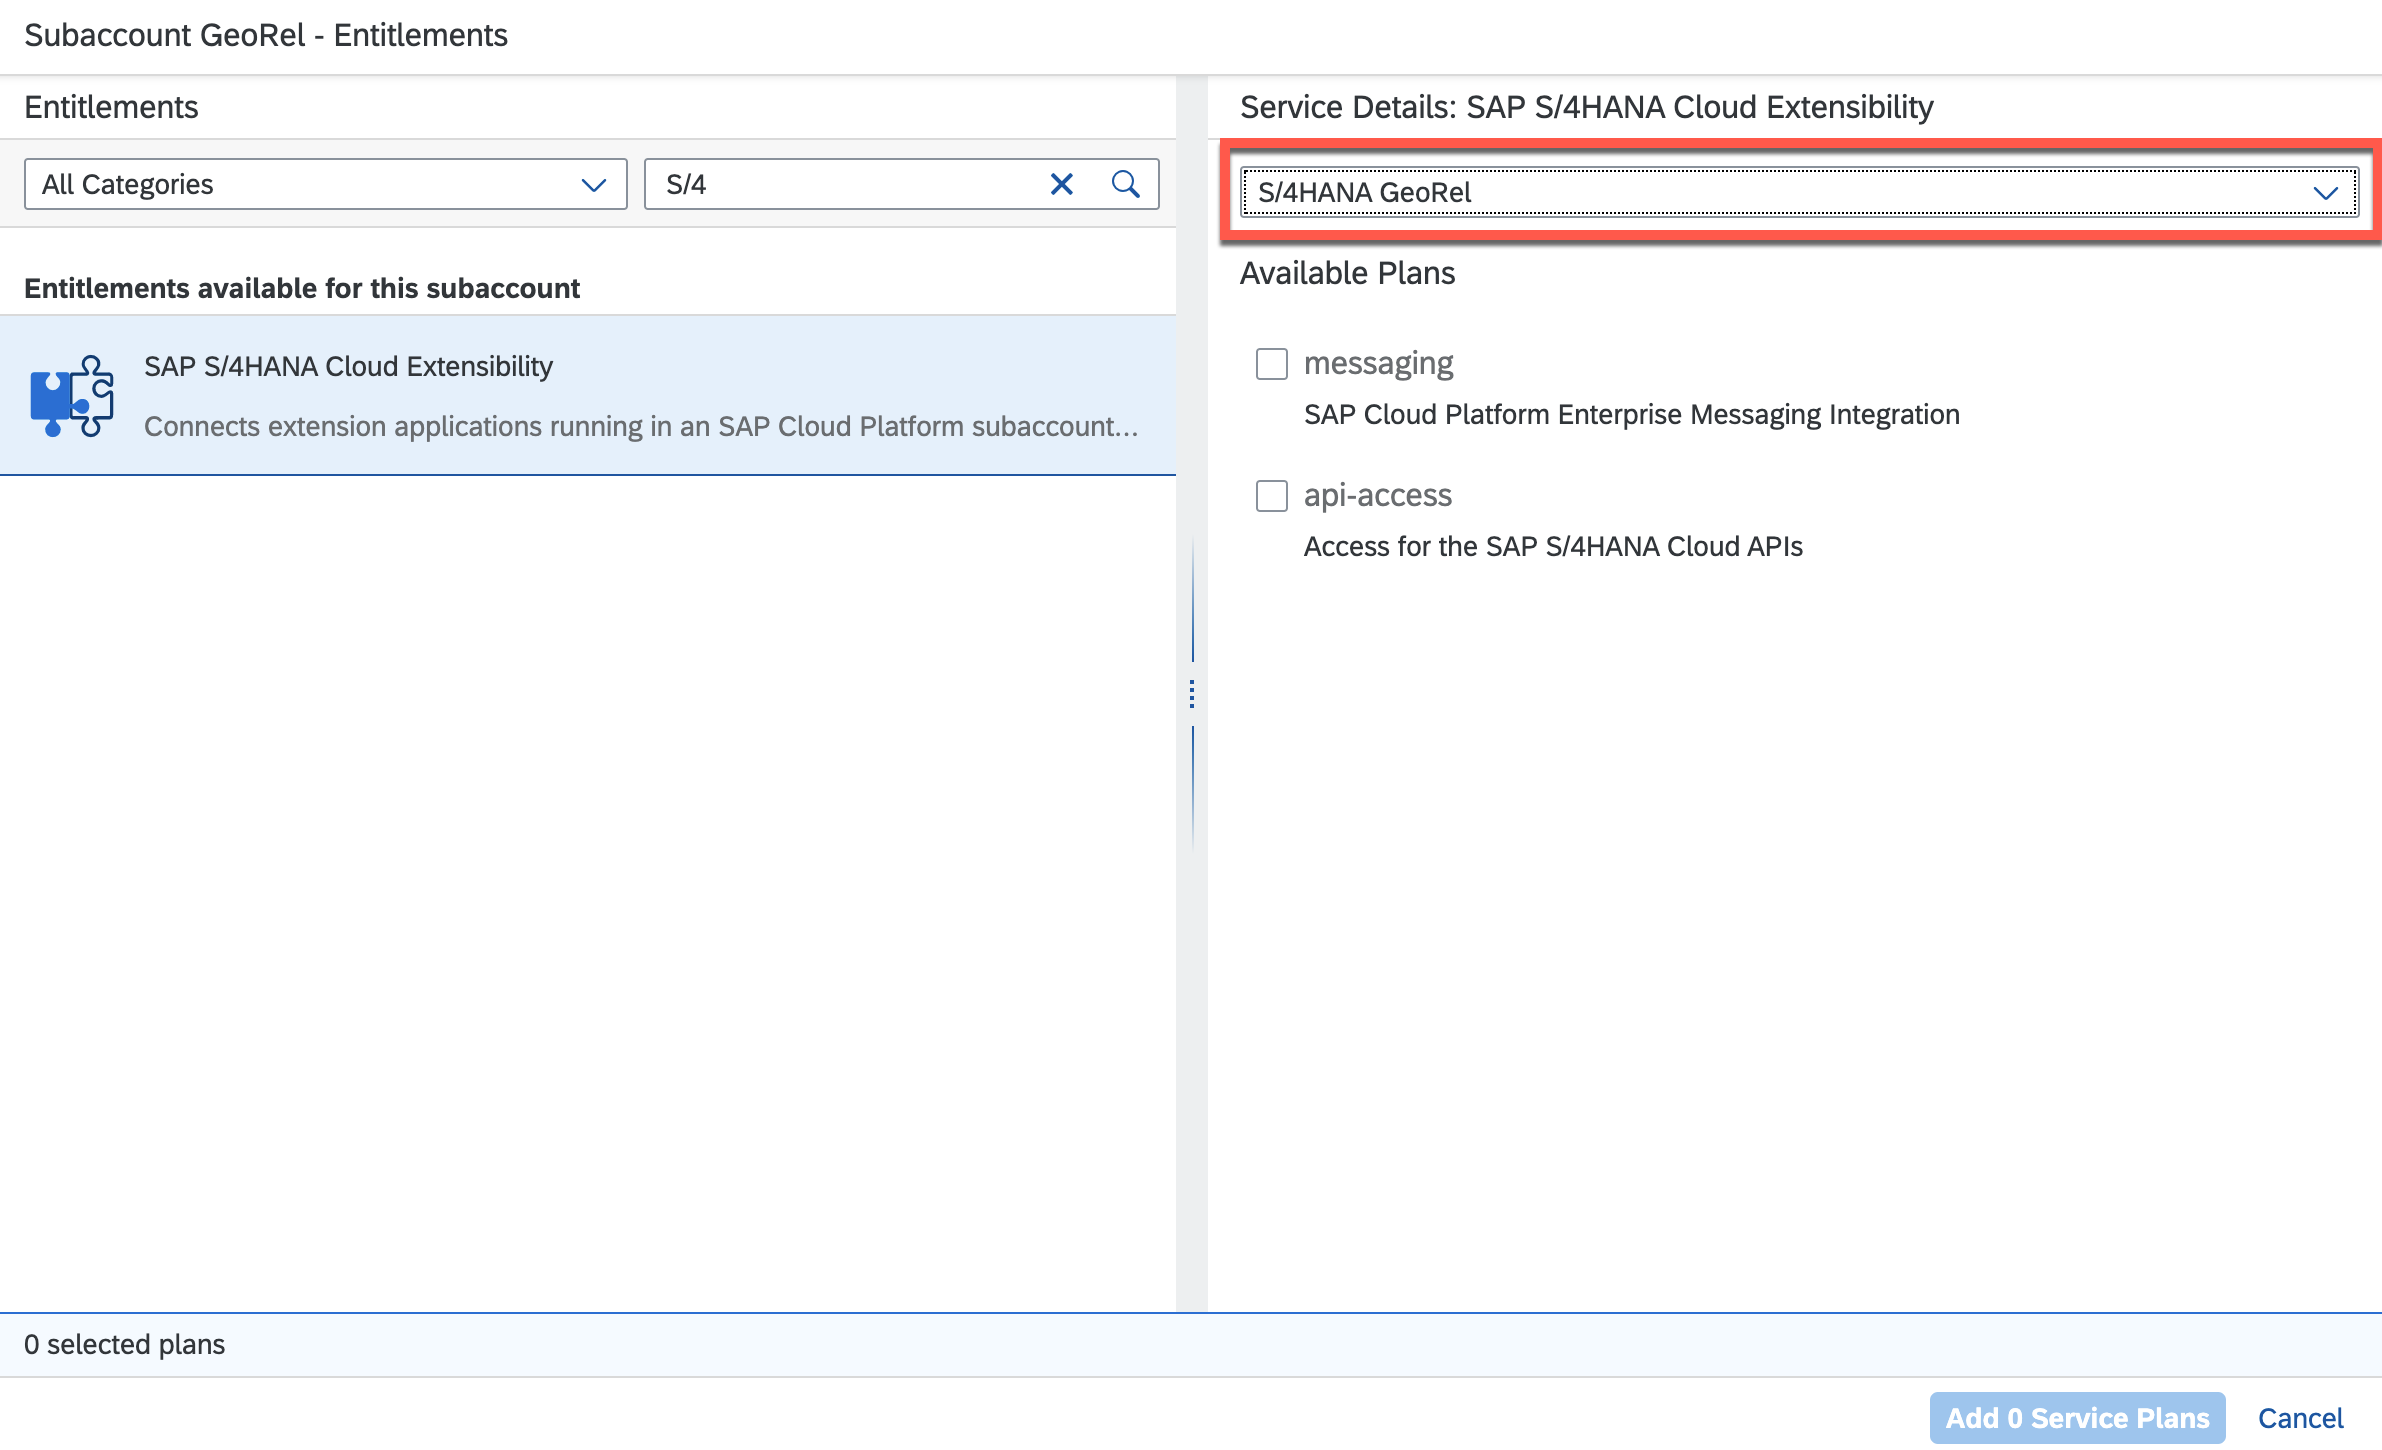 Subaccount GeoRel - Entitlements
Entitlements
All Categories
S/4
Entitlements available for this subaccount
SAP S/4HANA Cloud Extensibility
Connects extension applications running in an SAP Cloud Platform subaccount...
Service Details: SAP S/4HANA Cloud Extensibility
S/4HANA GeoRel
Available Plans
messaging
SAP Cloud Platform Enterprise Messaging Integration
api-access
Access for the SAP S/4HANA Cloud APIs
0 selected plans
Add 0 Service Plans
Cancel